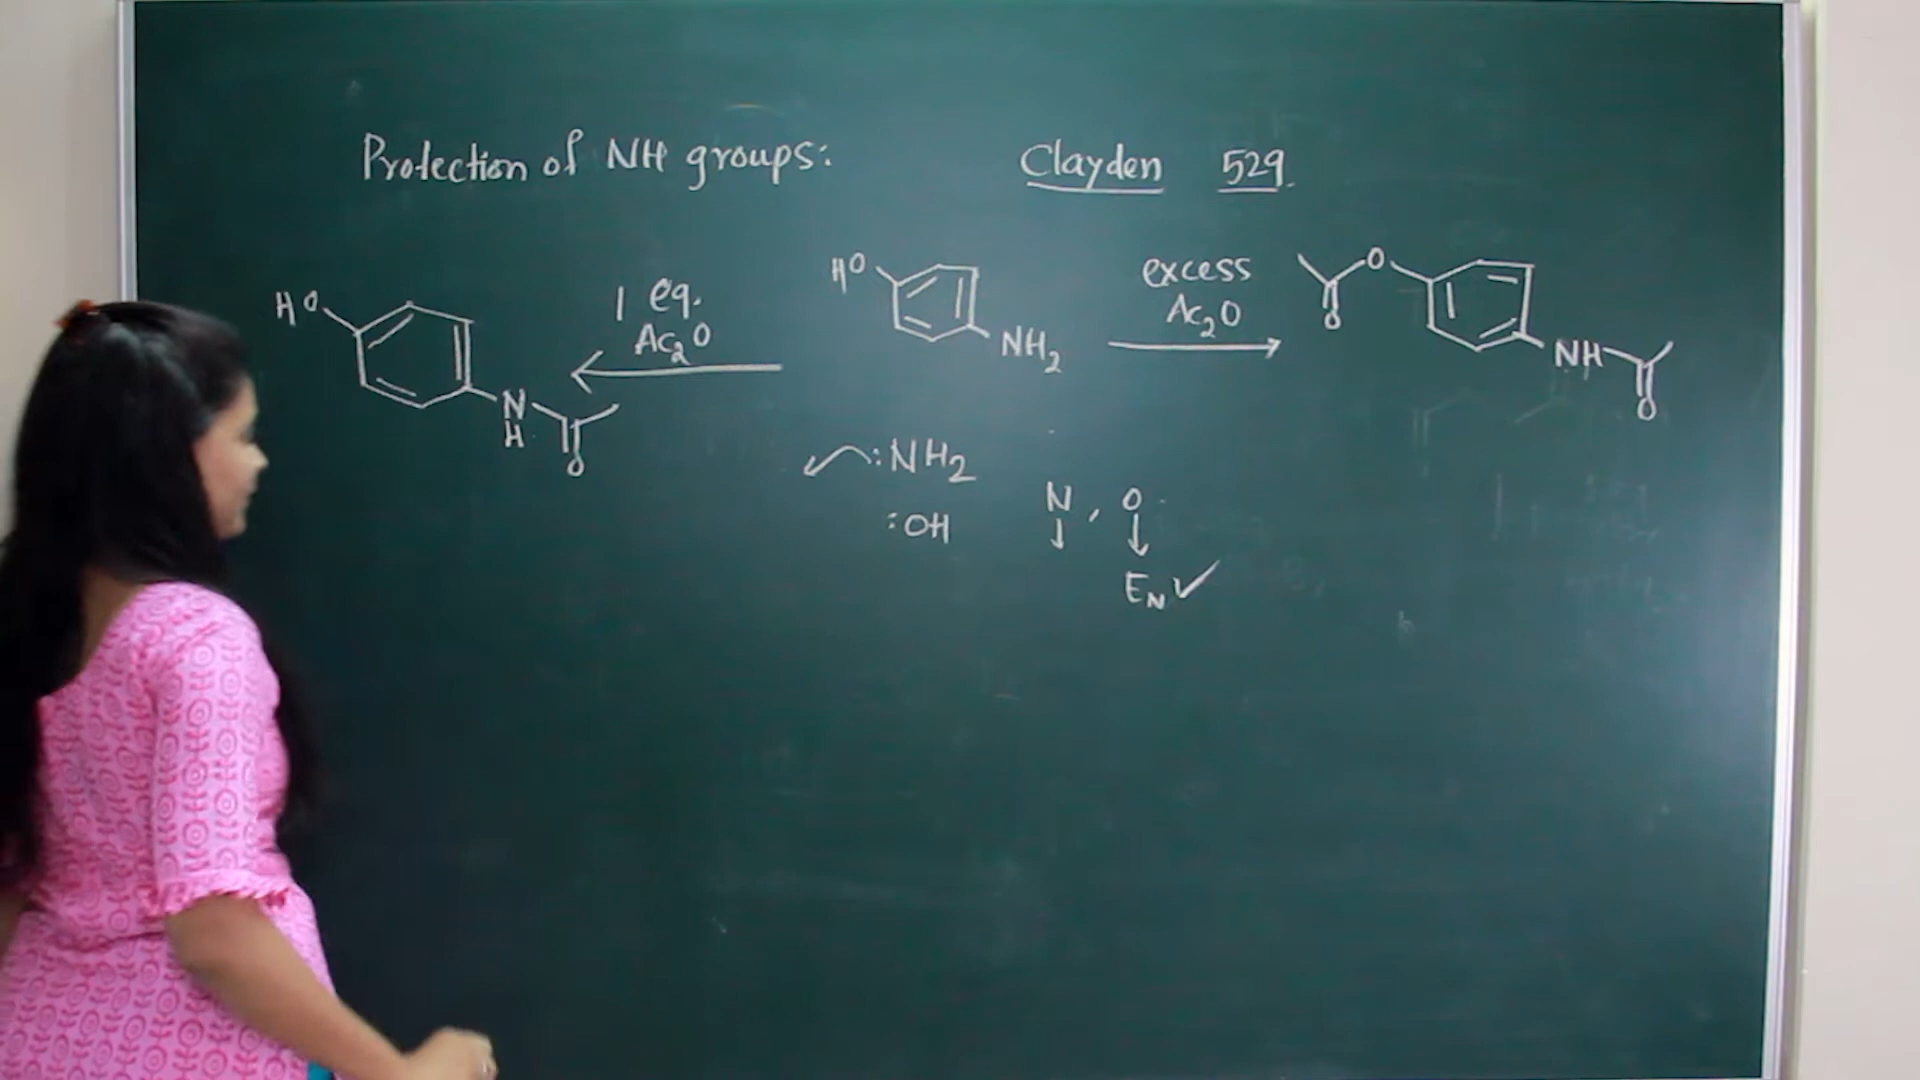 Protection of NH groups:
Clayden 529.
HO
N
H
O
1 eq.
Ac2O
HO
NH2
excess
Ac2O
O
O
NH
O
:NH2
:OH
N , O
EN ✓